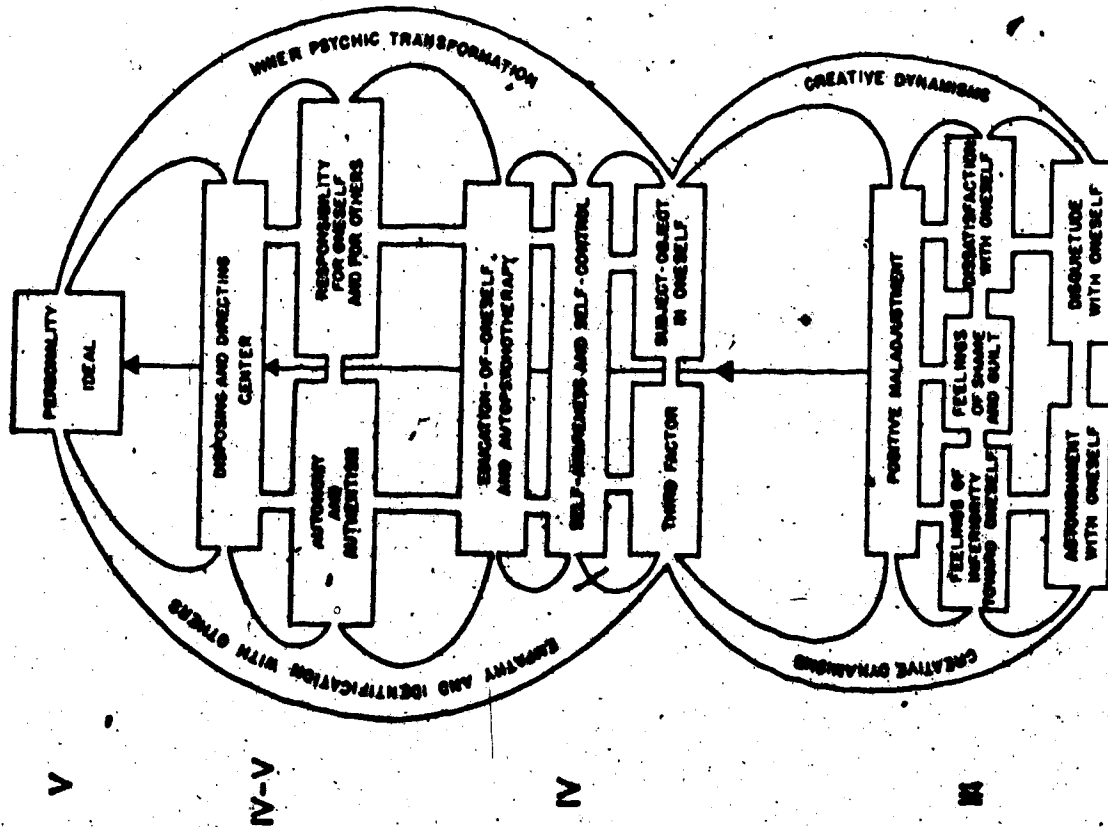 V
PERSONALITY
IDEAL
INNER PSYCHIC TRANSFORMATION
EMPATHY AND IDENTIFICATION WITH OTHERS
IV-V
DISPOSING AND DIRECTING
CENTER
AUTONOMY
AND
AUTHENTISM
RESPONSIBILITY
FOR ONESELF
AND FOR OTHERS
IV
EDUCATION-OF-ONESELF
AND AUTOPSYCHOTHERAPY
SELF-AWARENESS AND SELF-CONTROL
THIRD FACTOR
SUBJECT-OBJECT
IN ONESELF
CREATIVE DYNAMISMS
CREATIVE DYNAMISMS
III
POSITIVE MALADJUSTMENT
FEELINGS OF
INFERIORITY
TOWARD ONESELF
FEELINGS
OF SHAME
AND GUILT
DISSATISFACTION
WITH ONESELF
ASTONISHMENT
WITH ONESELF
DISQUIETUDE
WITH ONESELF